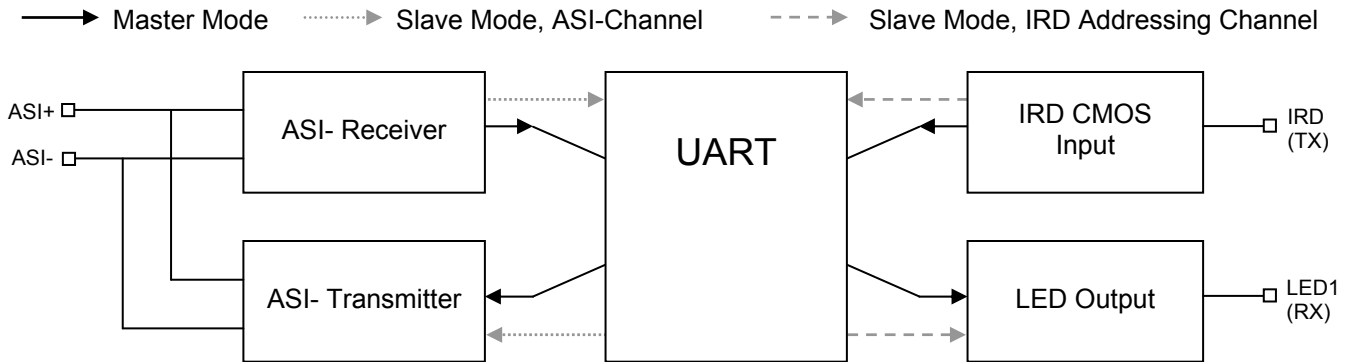 Master Mode
Slave Mode, ASI-Channel
Slave Mode, IRD Addressing Channel
ASI+
ASI-
ASI- Receiver
UART
IRD CMOS
Input
IRD
(TX)
ASI- Transmitter
LED Output
LED1
(RX)